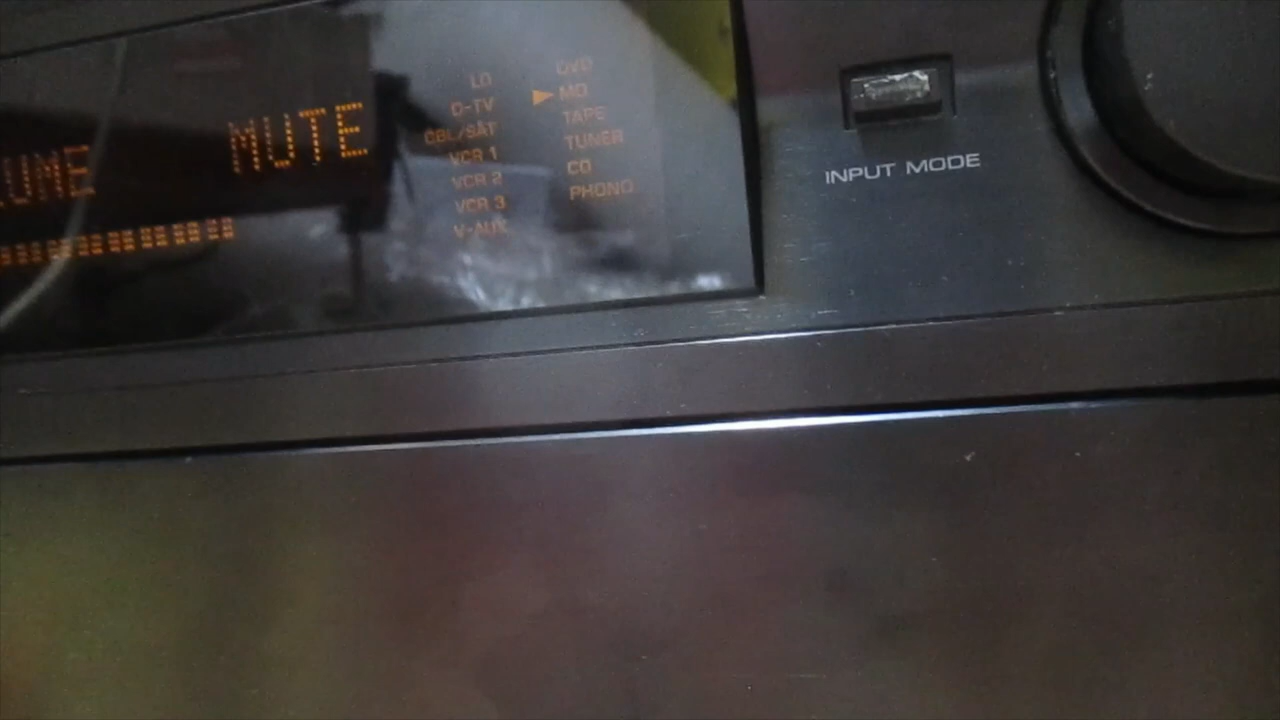 LUME MUTE
LD
D-TV
CBL/SAT
VCR 1
VCR 2
VCR 3
V-AUX
DVD
MD
TAPE
TUNER
CD
PHONO
INPUT MODE